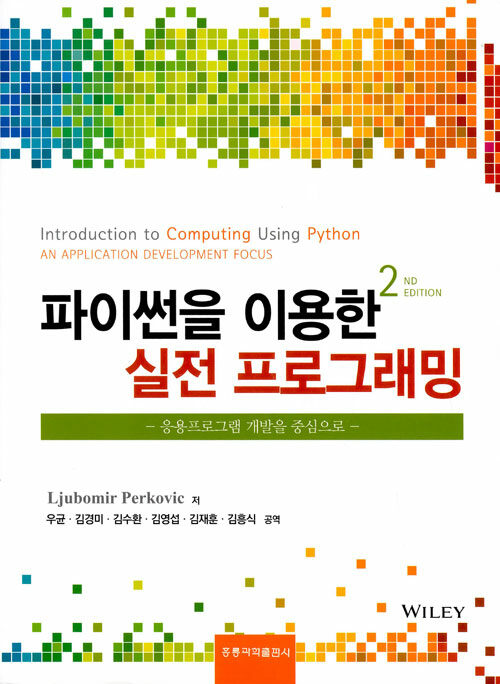 Introduction to Computing Using Python
AN APPLICATION DEVELOPMENT FOCUS
2 ND EDITION
파이썬을 이용한
실전 프로그래밍
- 응용프로그램 개발을 중심으로 -
Ljubomir Perkovic 저
우균 · 김경미 · 김수환 · 김영섭 · 김재훈 · 김흥식 공역
WILEY
홍릉과학출판사